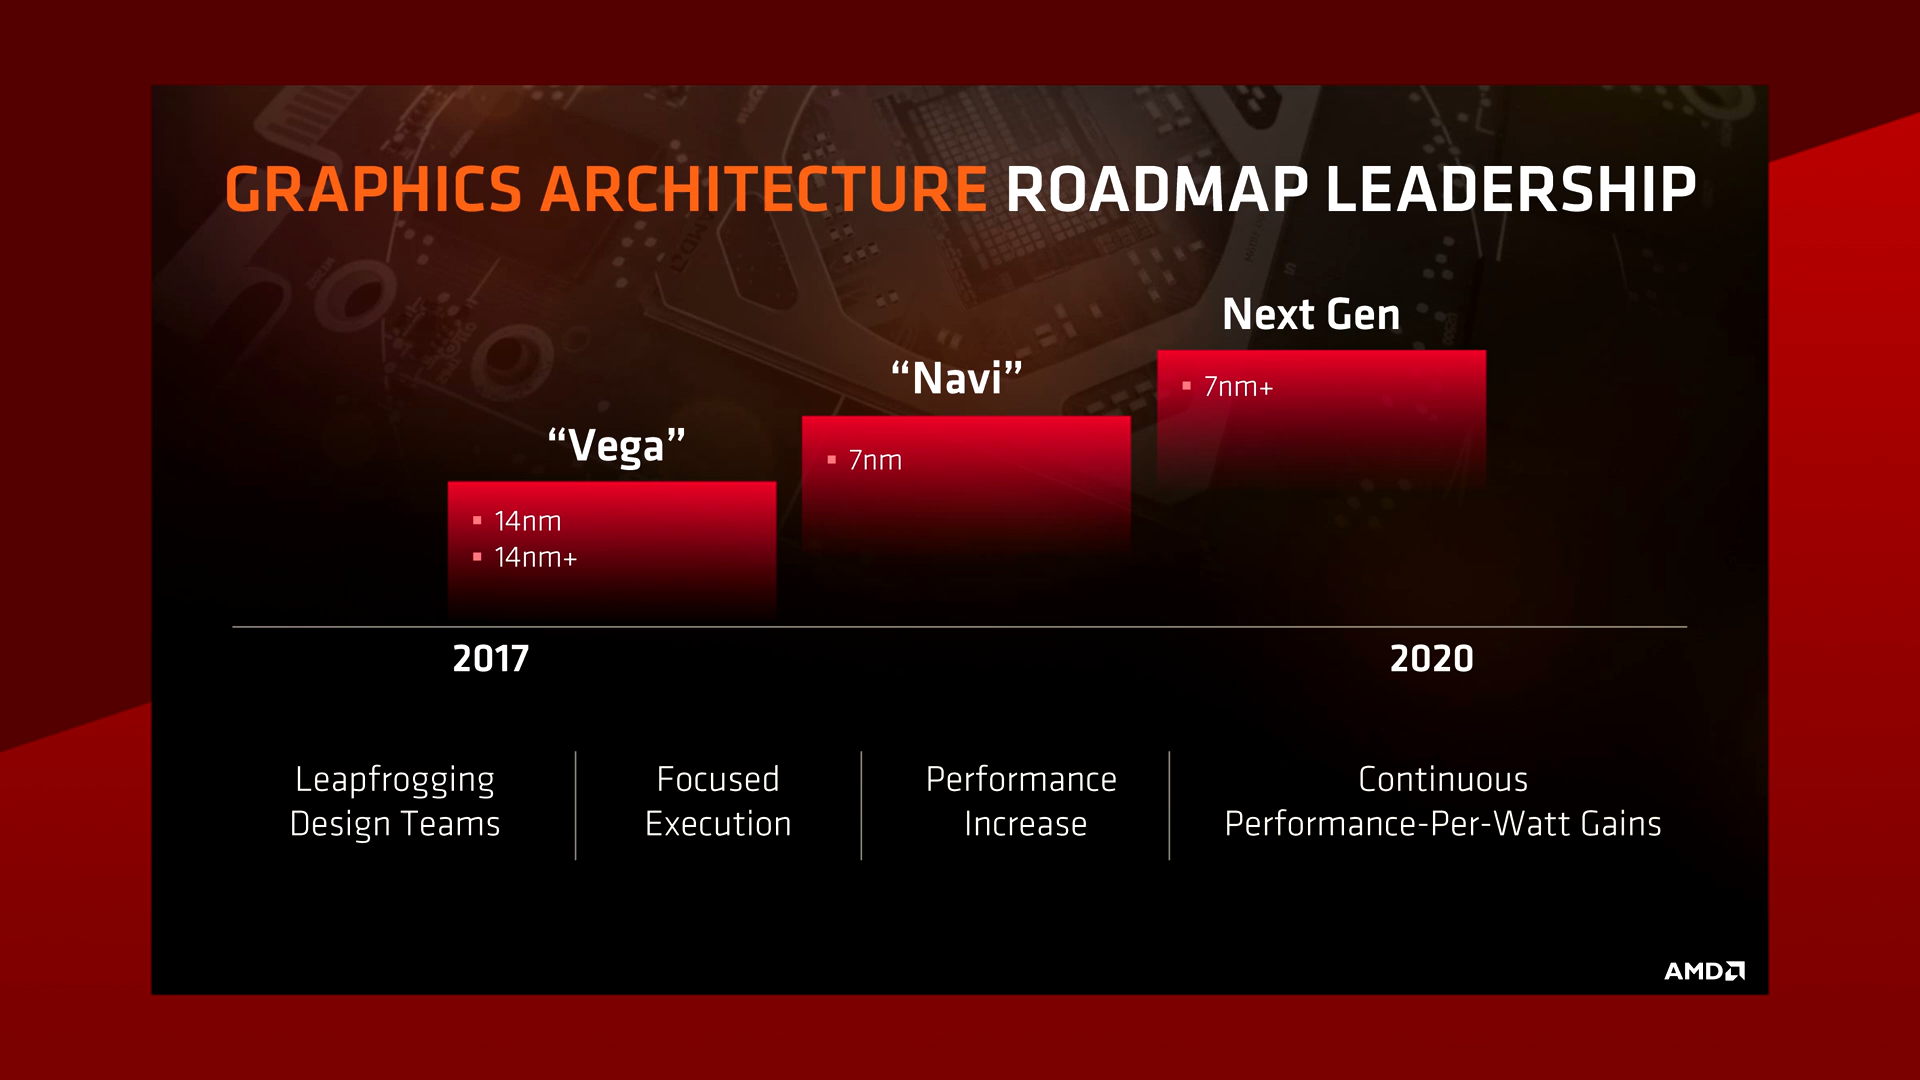 GRAPHICS ARCHITECTURE ROADMAP LEADERSHIP
“Vega”
▪ 14nm
▪ 14nm+
“Navi”
▪ 7nm
Next Gen
▪ 7nm+
2017
2020
Leapfrogging
Design Teams
Focused
Execution
Performance
Increase
Continuous
Performance-Per-Watt Gains
AMD